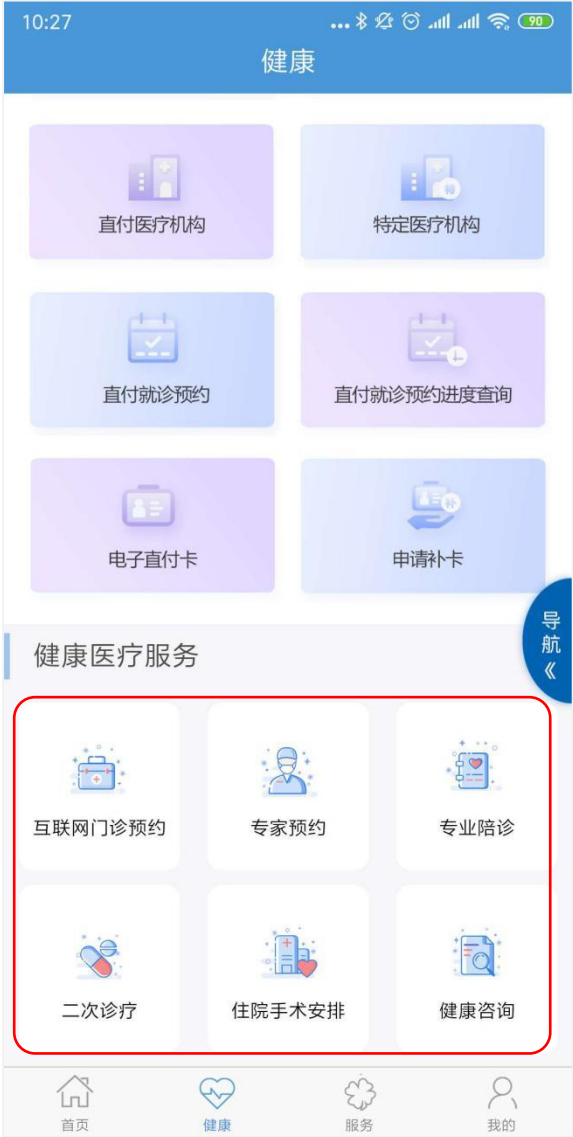 10:27
90
健康
直付医疗机构
特定医疗机构
直付就诊预约
直付就诊预约进度查询
电子直付卡
补
申请补卡
导航《
健康医疗服务
互联网门诊预约
专家预约
专业陪诊
二次诊疗
住院手术安排
健康咨询
首页
健康
服务
我的